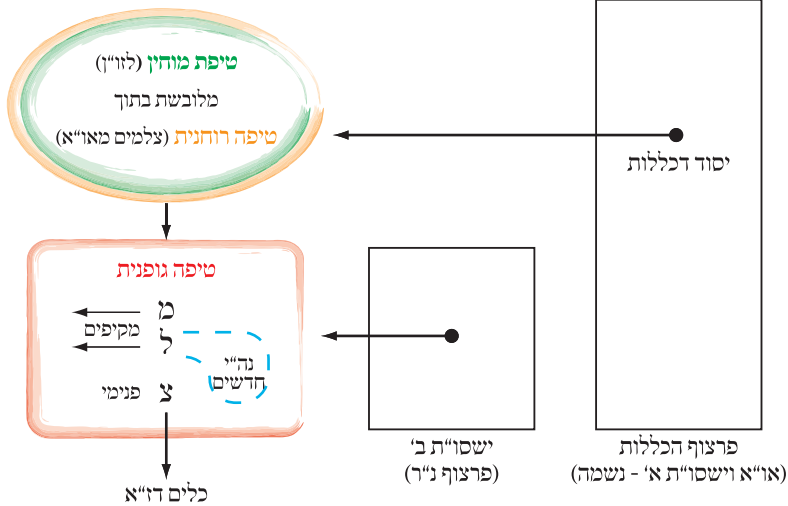 טיפת מוחין (לזו"ן)
מלובשת בתוך
טיפה רוחנית (צלמים מאו"א)
יסוד דכללות
טיפה גופנית
מ
מקיפים
ל
נה"י
חדשים
צ
פנימי
כלים דז"א
ישסו"ת ב'
(פרצוף נ"ר)
פרצוף הכללות
(או"א וישסו"ת א' - נשמה)